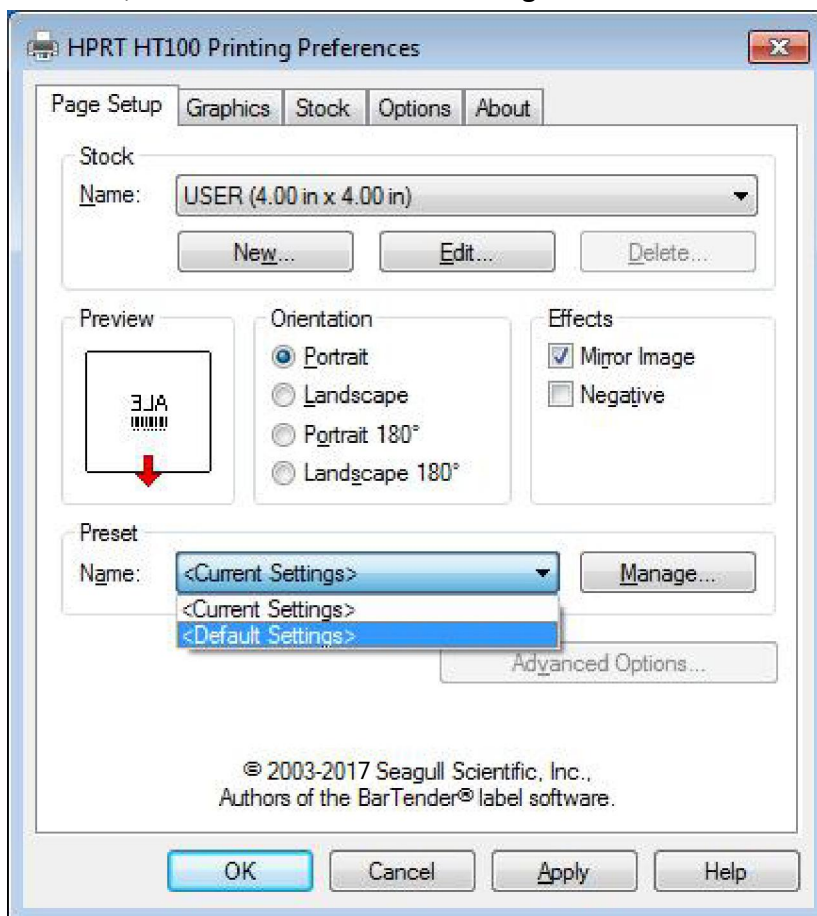 HPRT HT100 Printing Preferences
Page Setup Graphics Stock Options About
Stock
Name: USER (4.00 in x 4.00 in)
New... Edit... Delete...
Preview Orientation Effects
Portrait Mirror Image
Landscape Negative
Portrait 180°
Landscape 180°
ALE
Preset
Name: <Current Settings> Manage...
<Current Settings>
<Default Settings>
Advanced Options...
© 2003-2017 Seagull Scientific, Inc.,
Authors of the BarTender® label software.
OK Cancel Apply Help